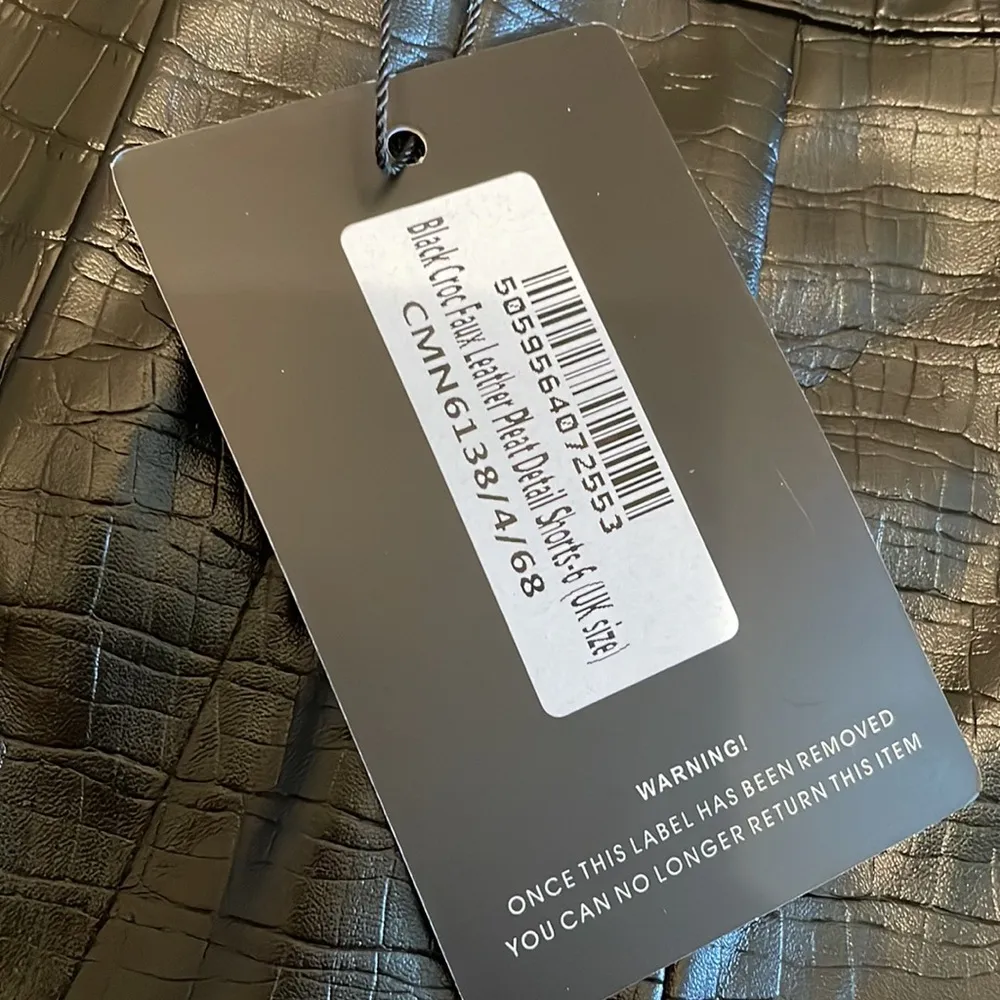 5059564072553
Black Croc Faux Leather Pleat Detail Shorts-6 (UK size)
CMN6138/4/68
WARNING!
ONCE THIS LABEL HAS BEEN REMOVED
YOU CAN NO LONGER RETURN THIS ITEM